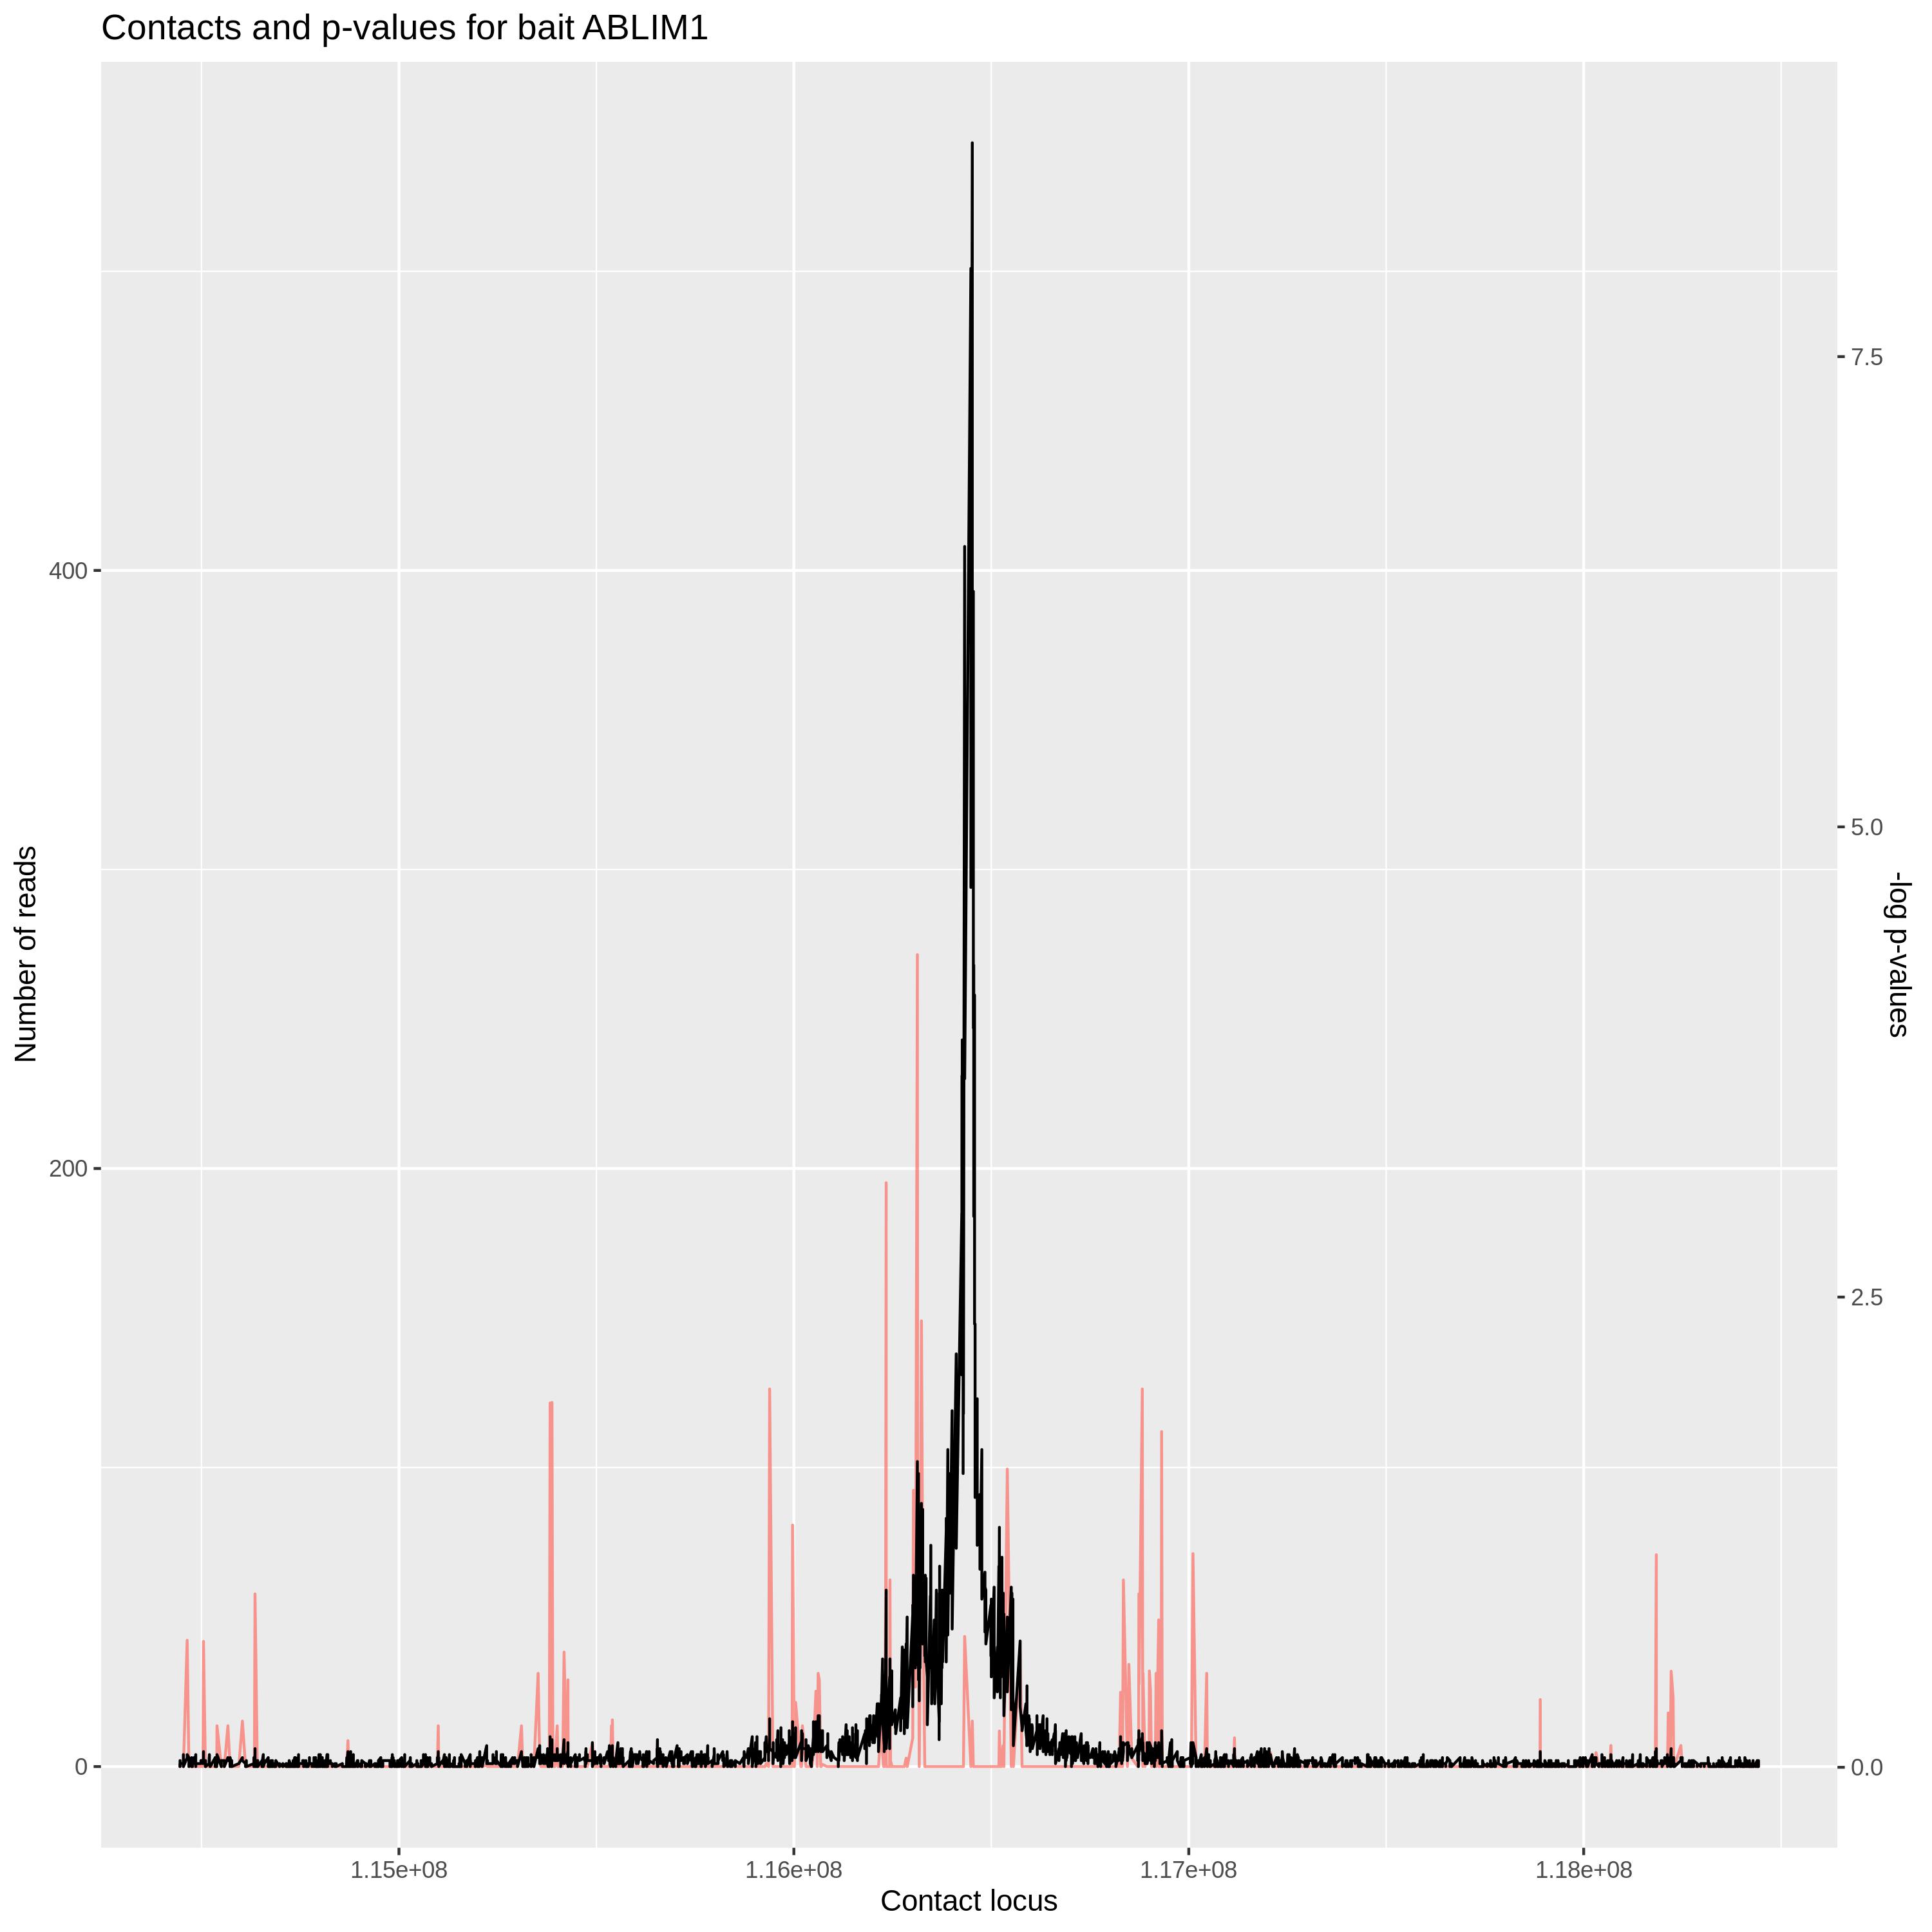 Contacts and p-values for bait ABLIM1
Number of reads
400
200
0
7.5
5.0
2.5
0.0
-log p-values
1.15e+08
1.16e+08
1.17e+08
1.18e+08
Contact locus